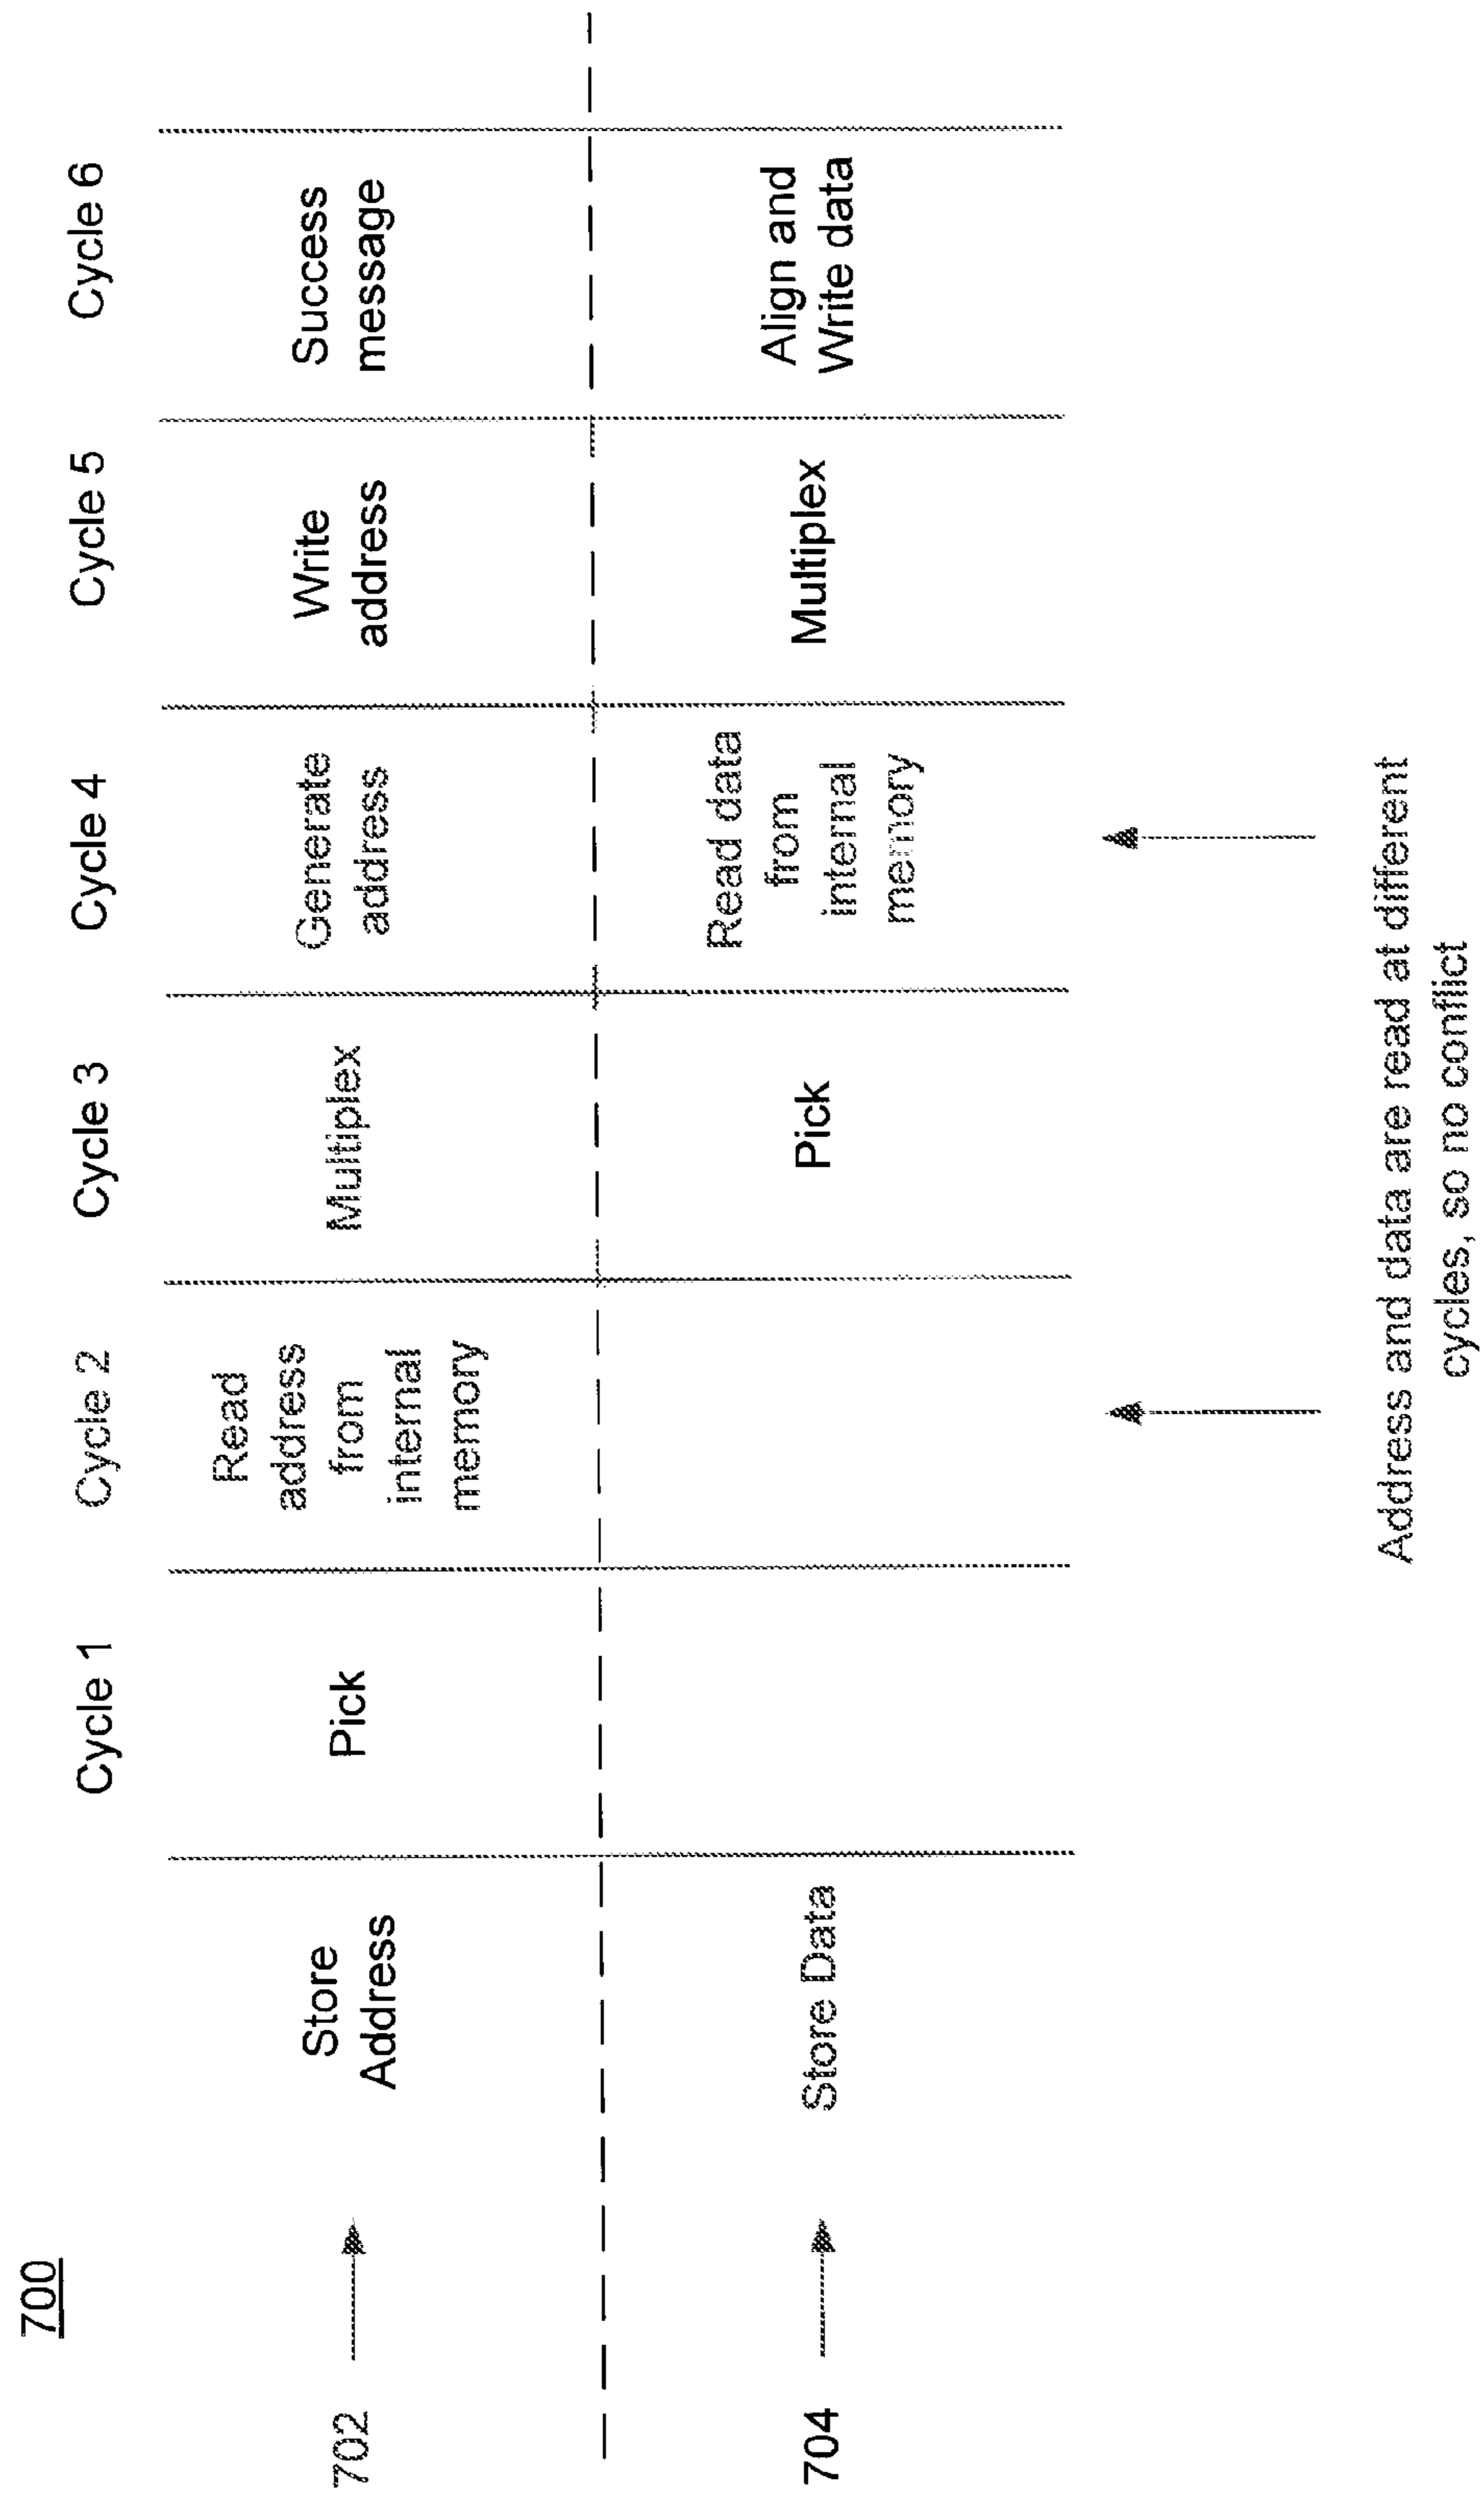 700
Cycle 1
Cycle 2
Cycle 3
Cycle 4
Cycle 5
Cycle 6
702
Store
Address
Pick
Read
address
from
internal
memory
Multiplex
Generate
address
Write
address
Success
message
704
Store Data
Pick
Read data
from
internal
memory
Multiplex
Align and
Write data
Address and data are read at different
cycles, so no conflict